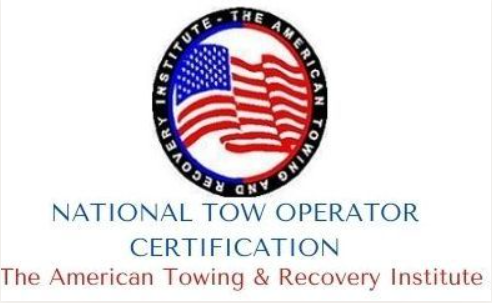 THE AMERICAN TOWING AND RECOVERY INSTITUTE -
NATIONAL TOW OPERATOR
CERTIFICATION
The American Towing & Recovery Institute